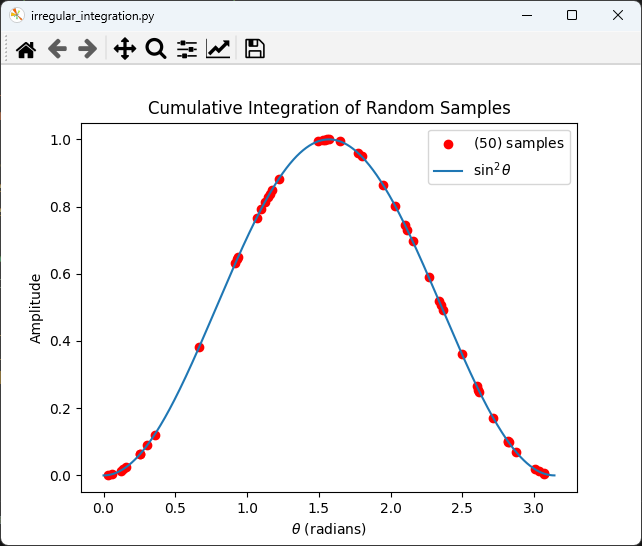 irregular_integration.py
Cumulative Integration of Random Samples
(50) samples
sin²θ
Amplitude
1.0
0.8
0.6
0.4
0.2
0.0
0.0 0.5 1.0 1.5 2.0 2.5 3.0
θ (radians)